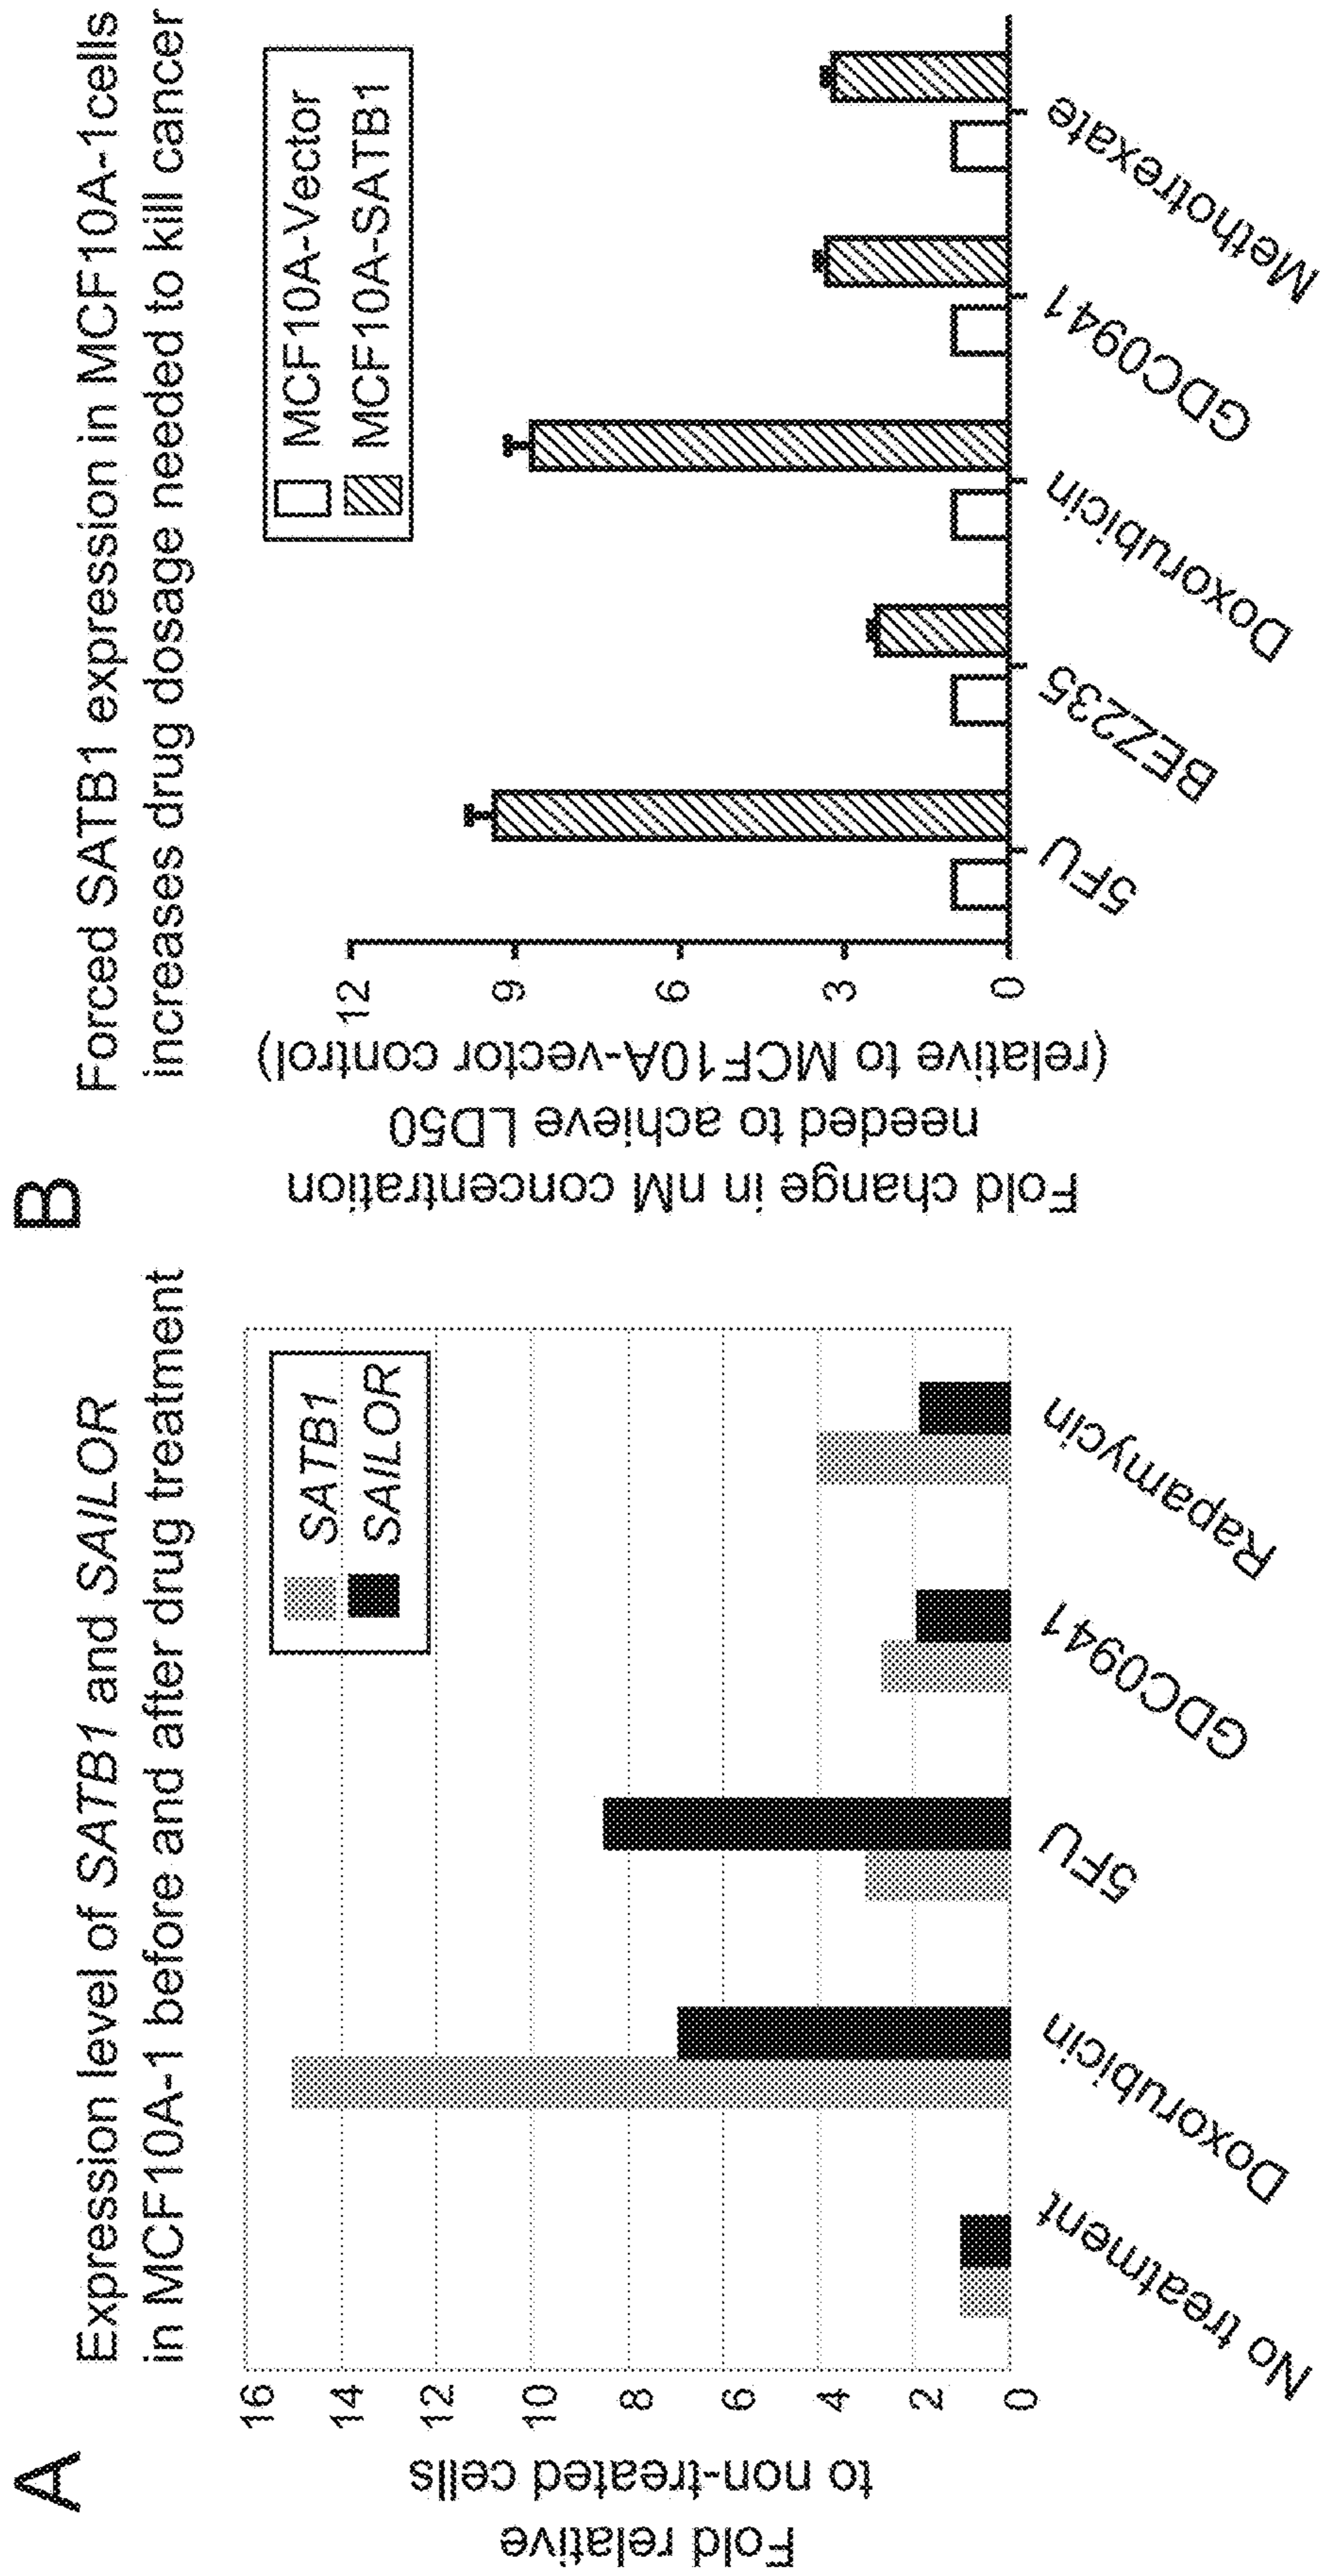 A
Expression level of SATB1 and SAILOR
in MCF10A-1 before and after drug treatment
Fold relative
to non-treated cells
16
14
12
10
8
6
4
2
0
SATB1
SAILOR
No treatment
Doxorubicin
5FU
GDC0941
Rapamycin
B
Forced SATB1 expression in MCF10A-1cells
increases drug dosage needed to kill cancer
Fold change in nM concentration
needed to achieve LD50
(relative to MCF10A-vector control)
12
9
6
3
0
MCF10A-Vector
MCF10A-SATB1
5FU
BEZ235
Doxorubicin
GDC0941
Methotrexate